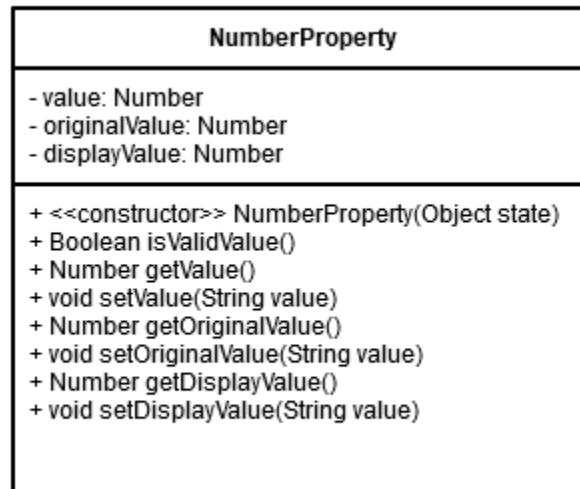 NumberProperty
- value: Number
- originalValue: Number
- displayValue: Number
+ <<constructor>> NumberProperty(Object state)
+ Boolean isValidValue()
+ Number getValue()
+ void setValue(String value)
+ Number getOriginalValue()
+ void setOriginalValue(String value)
+ Number getDisplayValue()
+ void setDisplayValue(String value)